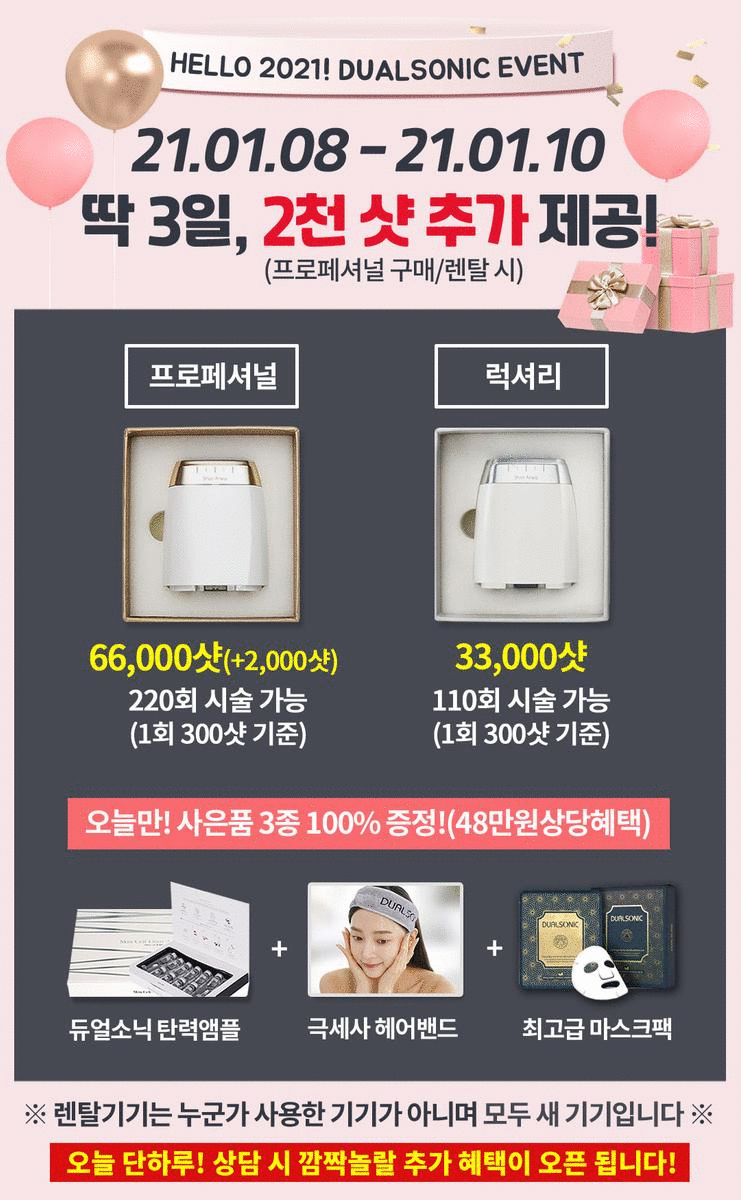 HELLO 2021! DUALSONIC EVENT
21.01.08 - 21.01.10
딱 3일, 2천 샷 추가 제공!
(프로페셔널 구매/렌탈 시)
프로페셔널
럭셔리
66,000샷(+2,000샷)
220회 시술 가능
(1회 300샷 기준)
33,000샷
110회 시술 가능
(1회 300샷 기준)
오늘만! 사은품 3종 100% 증정!(48만원상당혜택)
DUALSO
DUALSONIC
DUALSONIC
+
+
듀얼소닉 탄력앰플
극세사 헤어밴드
최고급 마스크팩
※ 렌탈기기는 누군가 사용한 기기가 아니며 모두 새 기기입니다 ※
오늘 단하루! 상담 시 깜짝놀랄 추가 혜택이 오픈 됩니다!